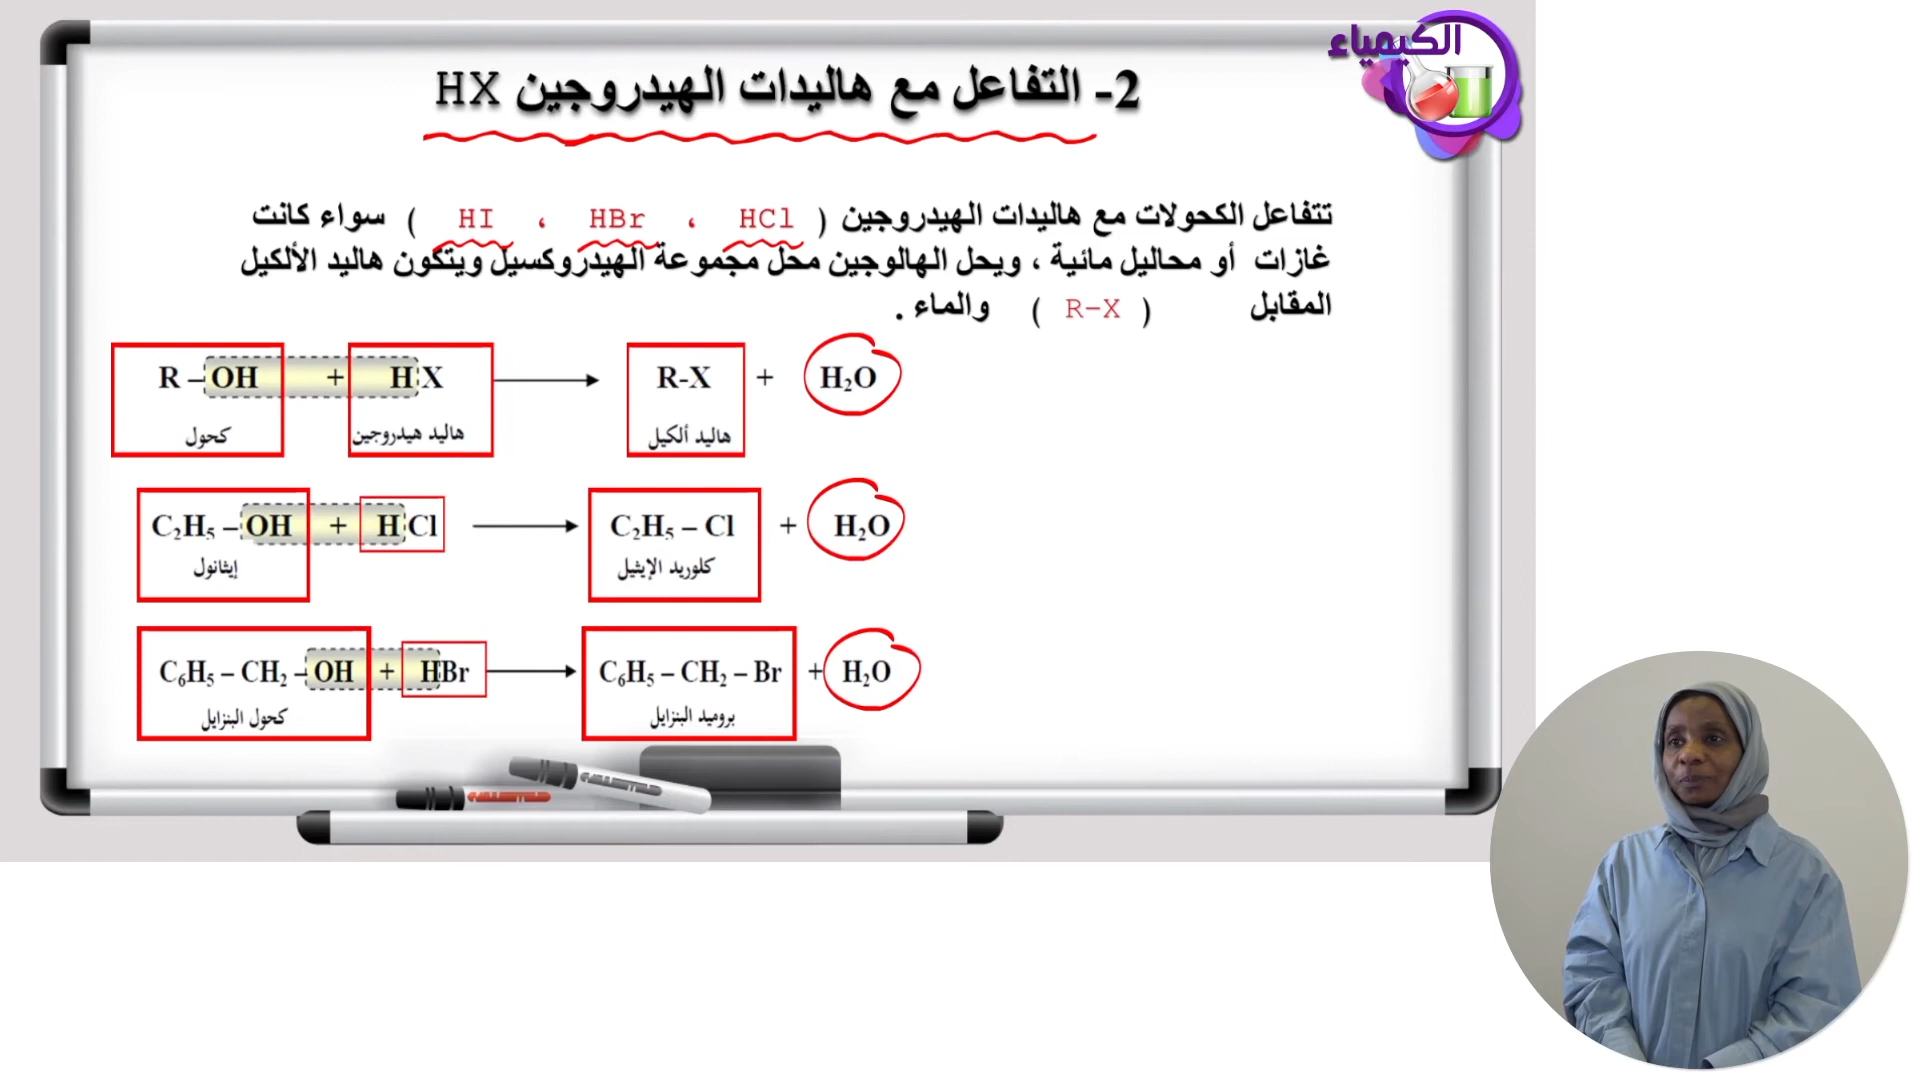 الكيمياء
2- التفاعل مع هاليدات الهيدروجين HX
تتفاعل الكحولات مع هاليدات الهيدروجين ( HCl ، HBr ، HI ) سواء كانت
غازات أو محاليل مائية ، ويحل الهالوجين محل مجموعة الهيدروكسيل ويتكون هاليد الألكيل
المقابل ( R-X ) والماء .
R – OH + H X → R-X + H₂O
كحول هاليد هيدروجين هاليد ألكيل
C₂H₅ – OH + H Cl → C₂H₅ – Cl + H₂O
إيثانول كلوريد الإيثيل
C₆H₅ – CH₂ – OH + HBr → C₆H₅ – CH₂ – Br + H₂O
كحول البنزايل بروميد البنزايل